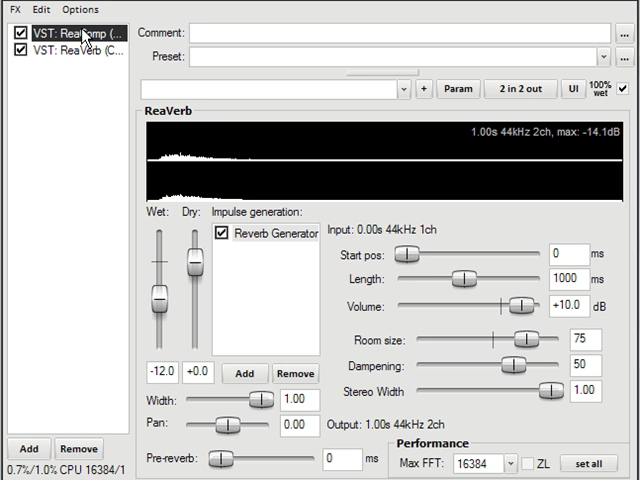 FX Edit Options
VST: ReaComp (...
VST: ReaVerb (C...
Comment:
...
Preset:
...
+ Param 2 in 2 out UI 100% wet
ReaVerb
1.00s 44kHz 2ch, max: -14.1dB
Wet: Dry: Impulse generation:
Reverb Generator
Input: 0.00s 44kHz 1ch
Start pos: 0 ms
Length: 1000 ms
Volume: +10.0 dB
Room size: 75
Dampening: 50
Stereo Width 1.00
-12.0 +0.0 Add Remove
Width: 1.00
Pan: 0.00
Output: 1.00s 44kHz 2ch
Pre-reverb: 0 ms
Performance
Max FFT: 16384 ZL set all
Add Remove
0.7%/1.0% CPU 16384/1